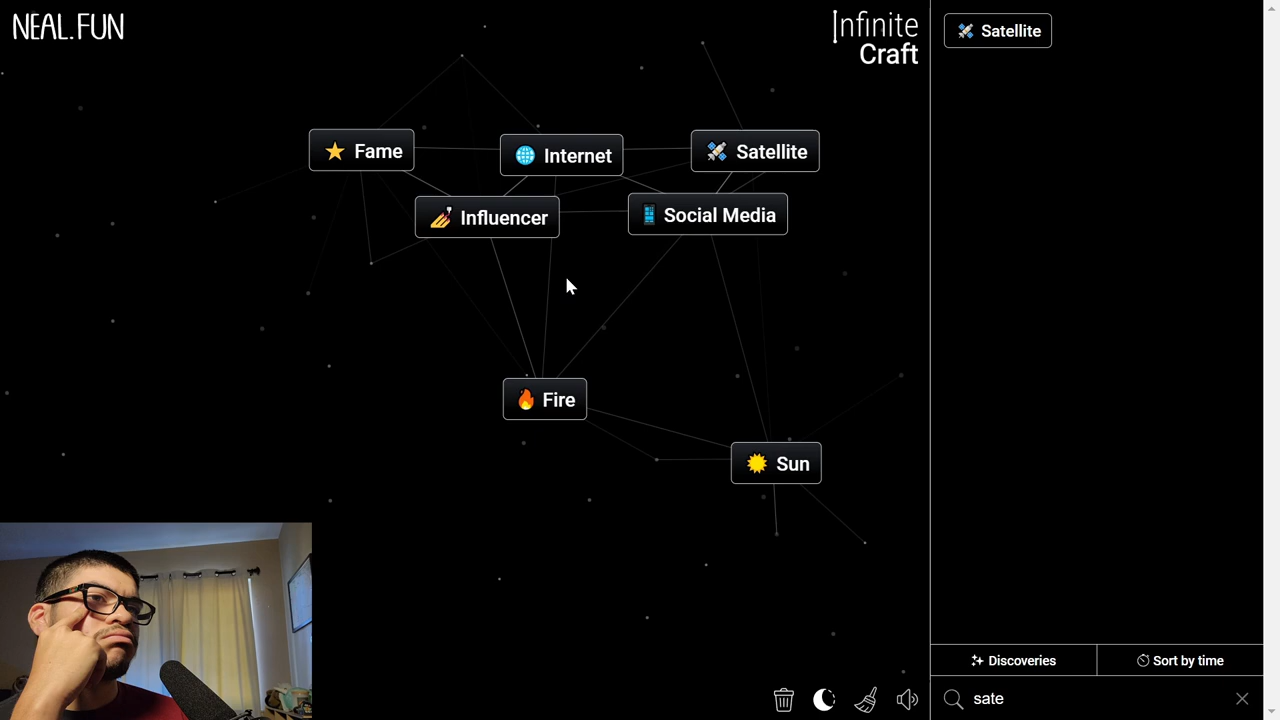 NEAL.FUN
Infinite
Craft
Satellite
Fame
Internet
Satellite
Influencer
Social Media
Fire
Sun
Discoveries
Sort by time
sate